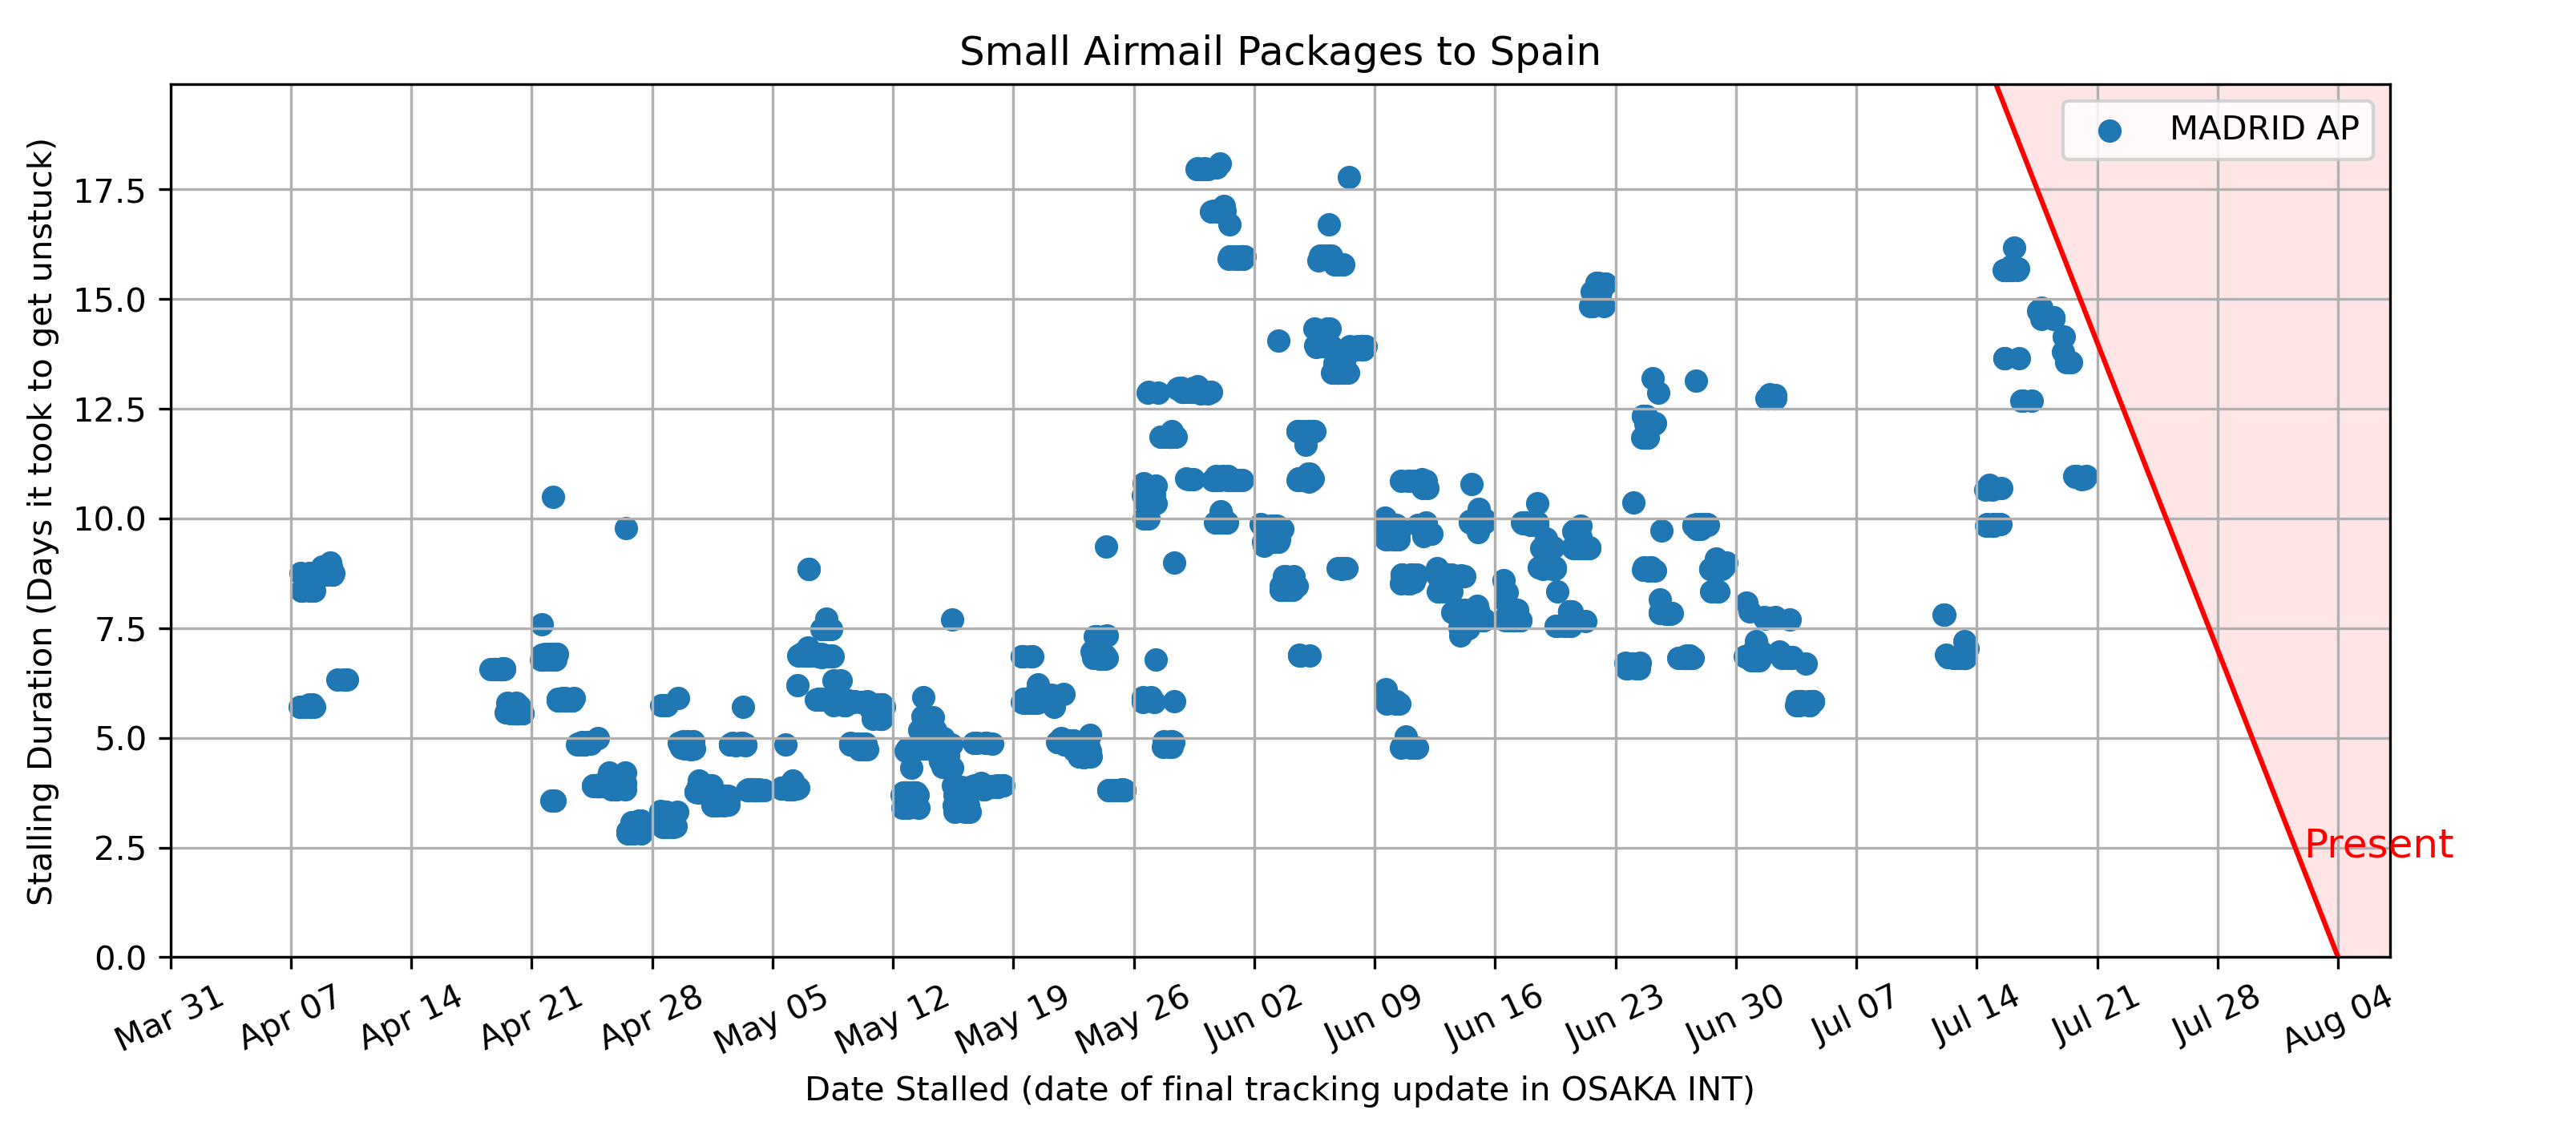 Small Airmail Packages to Spain
MADRID AP
Stalling Duration (Days it took to get unstuck)
17.5
15.0
12.5
10.0
7.5
5.0
2.5
0.0
Present
Mar 31 Apr 07 Apr 14 Apr 21 Apr 28 May 05 May 12 May 19 May 26 Jun 02 Jun 09 Jun 16 Jun 23 Jun 30 Jul 07 Jul 14 Jul 21 Jul 28 Aug 04
Date Stalled (date of final tracking update in OSAKA INT)